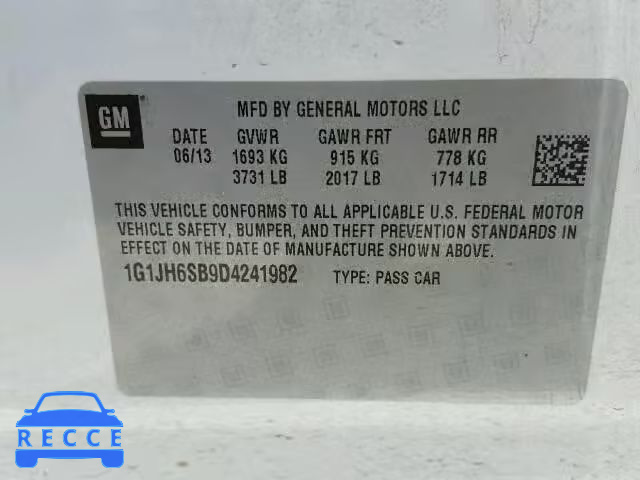 GM
MFD BY GENERAL MOTORS LLC
DATE GVWR GAWR FRT GAWR RR
06/13 1693 KG 915 KG 778 KG
3731 LB 2017 LB 1714 LB
THIS VEHICLE CONFORMS TO ALL APPLICABLE U.S. FEDERAL MOTOR
VEHICLE SAFETY, BUMPER, AND THEFT PREVENTION STANDARDS IN
EFFECT ON THE DATE OF MANUFACTURE SHOWN ABOVE.
1G1JH6SB9D4241982 TYPE: PASS CAR
RECCE